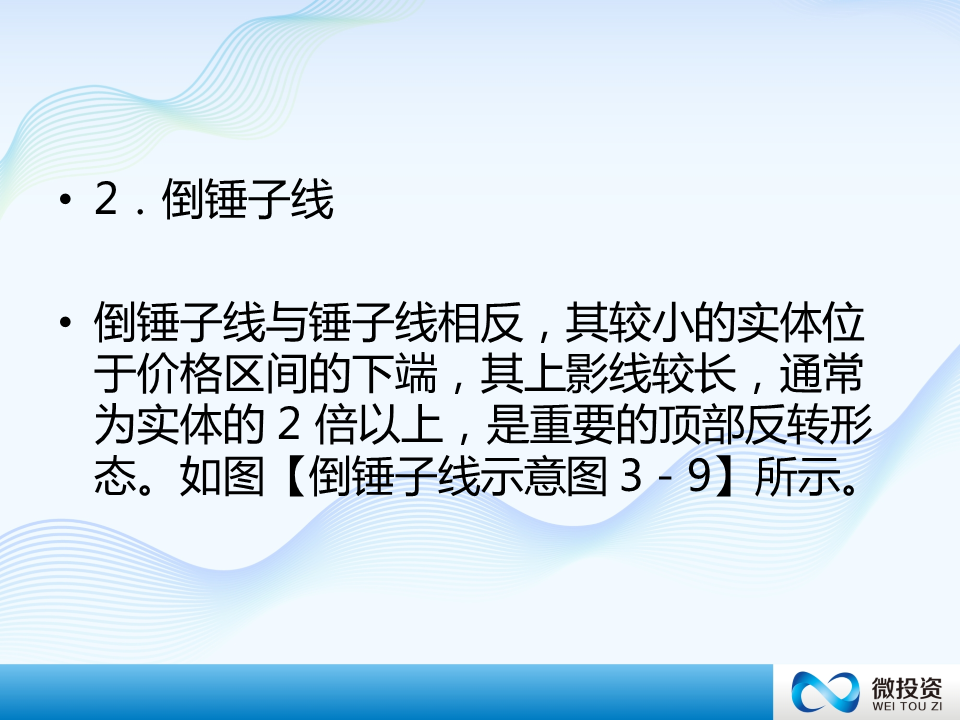 • 2．倒锤子线
• 倒锤子线与锤子线相反，其较小的实体位
于价格区间的下端，其上影线较长，通常
为实体的 2 倍以上，是重要的顶部反转形
态。如图【倒锤子线示意图 3－9】所示。
微投资
WEI TOU ZI